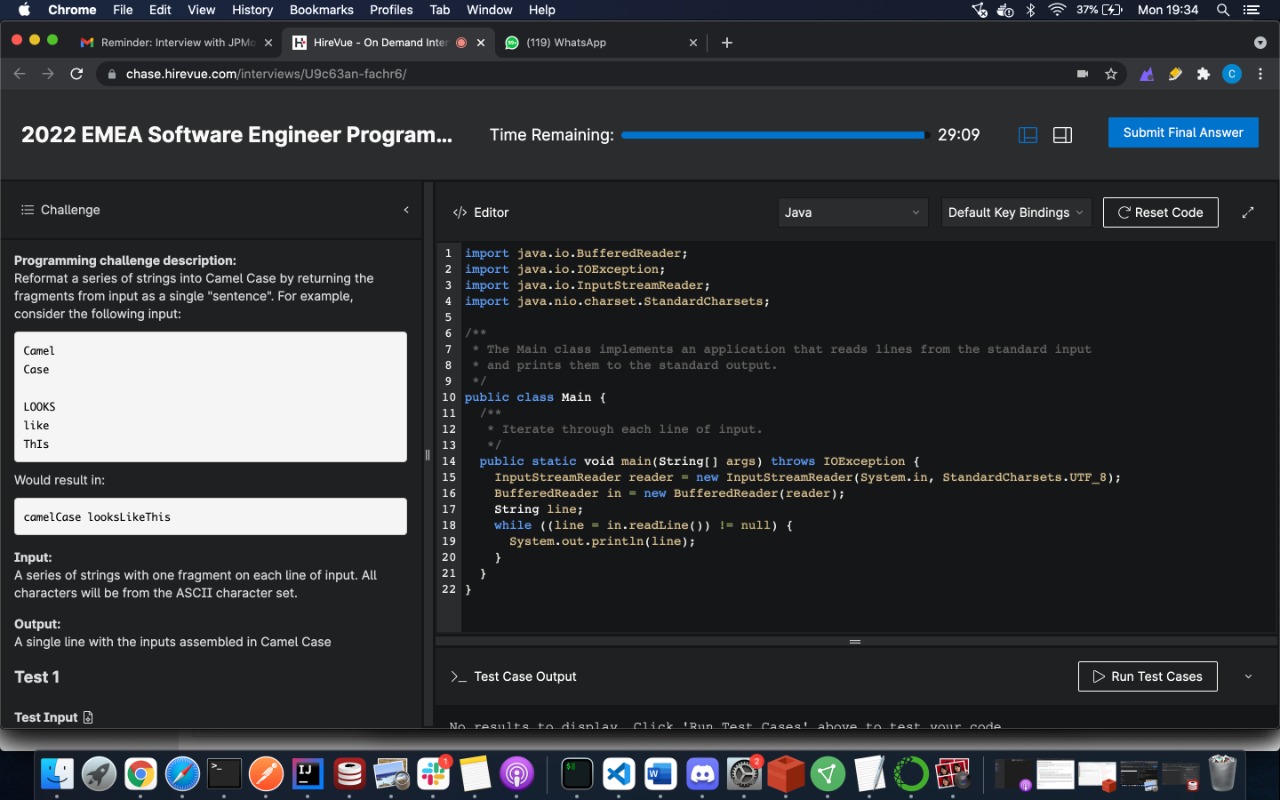 Chrome File Edit View History Bookmarks Profiles Tab Window Help 37% Mon 19:34
Reminder: Interview with JPMo HireVue - On Demand Inter (119) WhatsApp
chase.hirevue.com/interviews/U9c63an-fachr6/ C
2022 EMEA Software Engineer Program... Time Remaining: 29:09 Submit Final Answer
Challenge
</> Editor Java Default Key Bindings Reset Code
Programming challenge description:
Reformat a series of strings into Camel Case by returning the
fragments from input as a single "sentence". For example,
consider the following input:
Camel
Case
LOOKS
like
ThIs
Would result in:
camelCase looksLikeThis
Input:
A series of strings with one fragment on each line of input. All
characters will be from the ASCII character set.
Output:
A single line with the inputs assembled in Camel Case
Test 1
Test Input
1 import java.io.BufferedReader;
2 import java.io.IOException;
3 import java.io.InputStreamReader;
4 import java.nio.charset.StandardCharsets;
5
6 /**
7 * The Main class implements an application that reads lines from the standard input
8 * and prints them to the standard output.
9 */
10 public class Main {
11 /**
12 * Iterate through each line of input.
13 */
14 public static void main(String[] args) throws IOException {
15 InputStreamReader reader = new InputStreamReader(System.in, StandardCharsets.UTF_8);
16 BufferedReader in = new BufferedReader(reader);
17 String line;
18 while ((line = in.readLine()) != null) {
19 System.out.println(line);
20 }
21 }
22 }
>_ Test Case Output Run Test Cases
No results to display. Click 'Run Test Cases' above to test your code